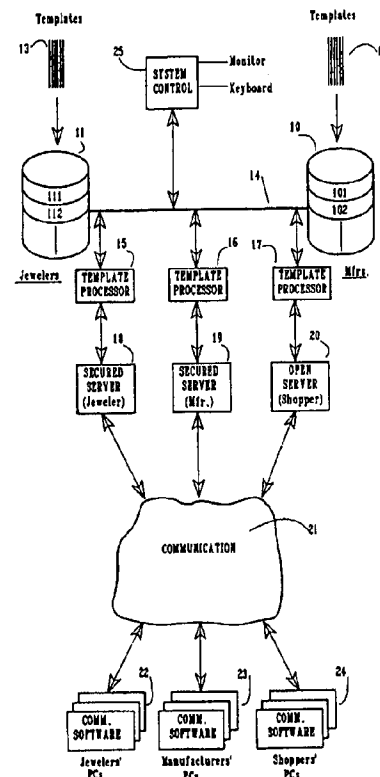 Templates
Templates
13
25
SYSTEM
CONTROL
Monitor
Keyboard
11
10
111
112
14
101
102
Jewelers
Mfrs.
15
16
17
TEMPLATE
PROCESSOR
TEMPLATE
PROCESSOR
TEMPLATE
PROCESSOR
18
19
20
SECURED
SERVER
(Jeweler)
SECURED
SERVER
(Mfr.)
OPEN
SERVER
(Shopper)
COMMUNICATION
21
22
23
24
COMM.
SOFTWARE
COMM.
SOFTWARE
COMM.
SOFTWARE
Jewelers'
PCs
Manufacturers'
PCs
Shoppers'
PCs